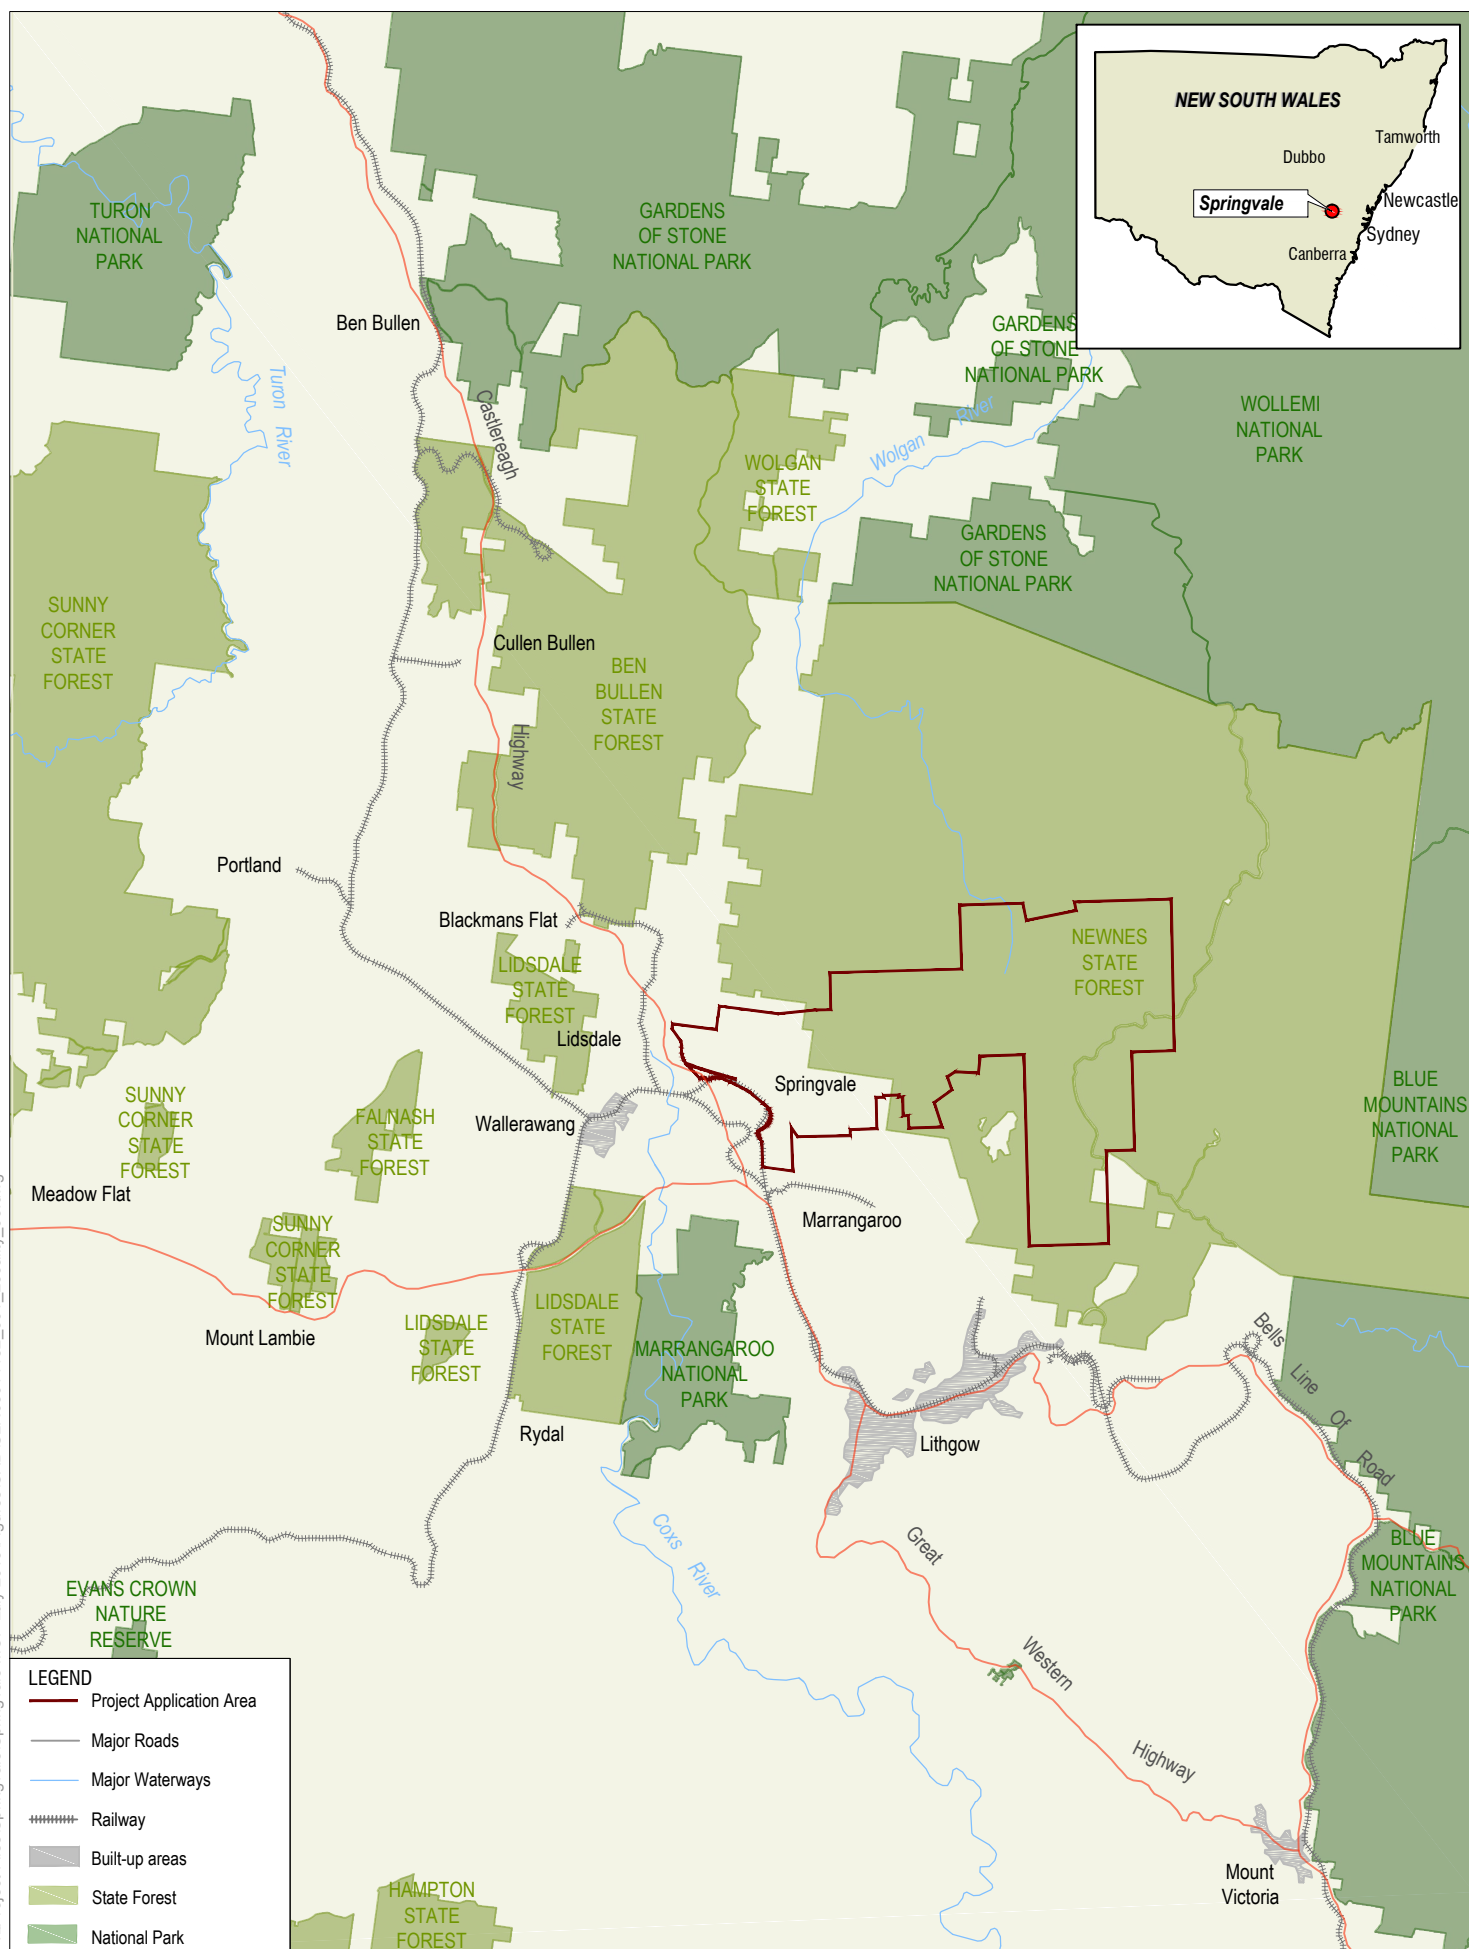 NEW SOUTH WALES
Tamworth
Dubbo
Springvale
Newcastle
Sydney
Canberra
TURON
NATIONAL
PARK
GARDENS
OF STONE
NATIONAL PARK
Ben Bullen
GARDENS
OF STONE
NATIONAL PARK
Turon River
Castlereagh
WOLLEMI
NATIONAL
PARK
Wolgan River
WOLGAN
STATE
FOREST
GARDENS
OF STONE
NATIONAL PARK
SUNNY
CORNER
STATE
FOREST
Cullen Bullen
BEN
BULLEN
STATE
FOREST
Highway
Portland
Blackmans Flat
LIDSDALE
STATE
FOREST
NEWNES
STATE
FOREST
Lidsdale
Springvale
SUNNY
CORNER
STATE
FOREST
FALNASH
STATE
FOREST
Wallerawang
BLUE
MOUNTAINS
NATIONAL
PARK
Meadow Flat
Marrangaroo
SUNNY
CORNER
STATE
FOREST
Mount Lambie
LIDSDALE
STATE
FOREST
LIDSDALE
STATE
FOREST
MARRANGAROO
NATIONAL
PARK
Bells Line Of Road
Rydal
Lithgow
Coxs River
Great
Western
Highway
BLUE
MOUNTAINS
NATIONAL
PARK
EVANS CROWN
NATURE
RESERVE
Mount
Victoria
HAMPTON
STATE
FOREST
LEGEND
Project Application Area
Major Roads
Major Waterways
Railway
Built-up areas
State Forest
National Park